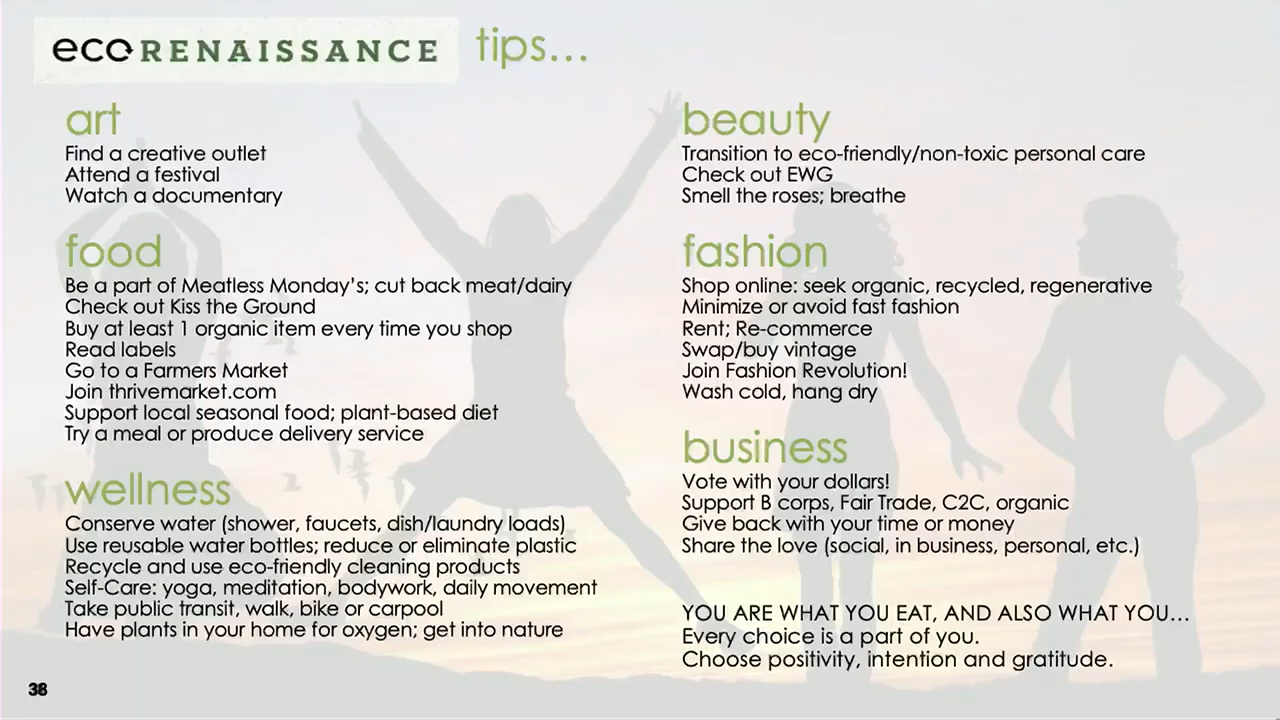 eco RENAISSANCE tips...
art
Find a creative outlet
Attend a festival
Watch a documentary
food
Be a part of Meatless Monday's; cut back meat/dairy
Check out Kiss the Ground
Buy at least 1 organic item every time you shop
Read labels
Go to a Farmers Market
Join thrivemarket.com
Support local seasonal food; plant-based diet
Try a meal or produce delivery service
wellness
Conserve water (shower, faucets, dish/laundry loads)
Use reusable water bottles; reduce or eliminate plastic
Recycle and use eco-friendly cleaning products
Self-Care: yoga, meditation, bodywork, daily movement
Take public transit, walk, bike or carpool
Have plants in your home for oxygen; get into nature
beauty
Transition to eco-friendly/non-toxic personal care
Check out EWG
Smell the roses; breathe
fashion
Shop online: seek organic, recycled, regenerative
Minimize or avoid fast fashion
Rent; Re-commerce
Swap/buy vintage
Join Fashion Revolution!
Wash cold, hang dry
business
Vote with your dollars!
Support B corps, Fair Trade, C2C, organic
Give back with your time or money
Share the love (social, in business, personal, etc.)
YOU ARE WHAT YOU EAT, AND ALSO WHAT YOU...
Every choice is a part of you.
Choose positivity, intention and gratitude.
38